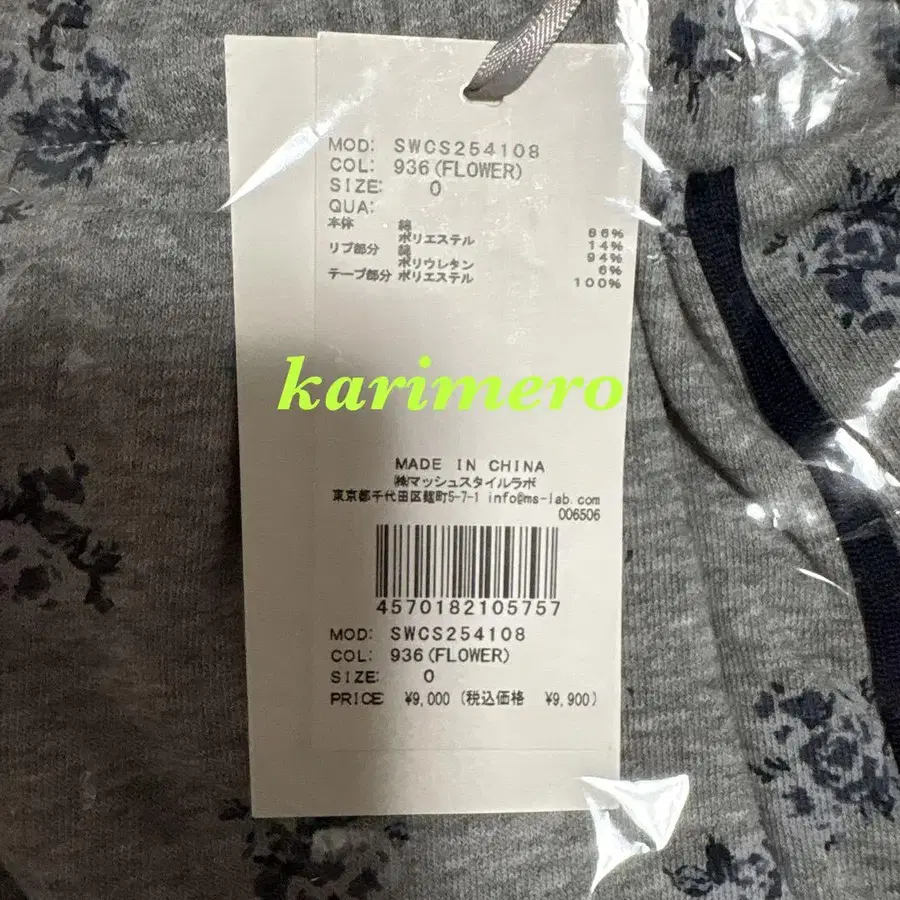 MOD: SWCS254108
COL: 936(FLOWER)
SIZE: 0
QUA:
本体 綿 86%
ポリエステル 14%
リブ部分 綿 94%
ポリウレタン 6%
テープ部分 ポリエステル 100%
karimero
MADE IN CHINA
㈱マッシュスタイルラボ
東京都千代田区麹町5-7-1 info@ms-lab.com
006506
4570182105757
MOD: SWCS254108
COL: 936(FLOWER)
SIZE: 0
PRICE: ¥9,000 (税込価格 ¥9,900)